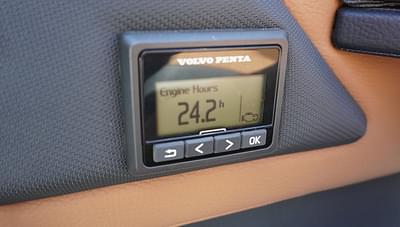 VOLVO PENTA
Engine Hours
24.2 h
< > OK